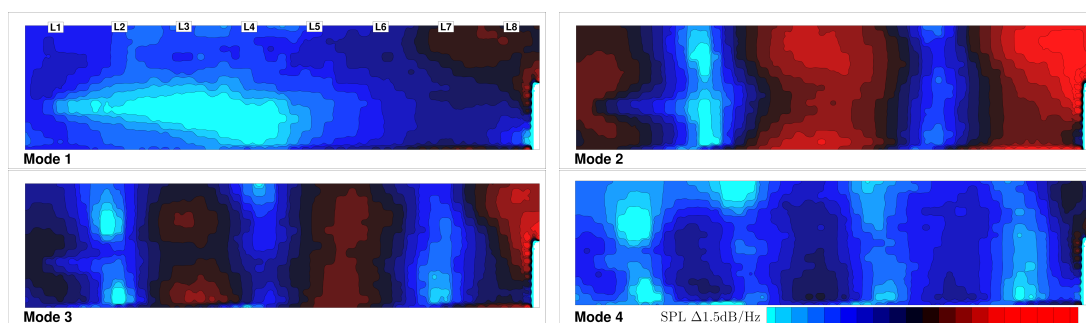 L1 L2 L3 L4 L5 L6 L7 L8
Mode 1
Mode 2
Mode 3
Mode 4
SPL Δ1.5dB/Hz